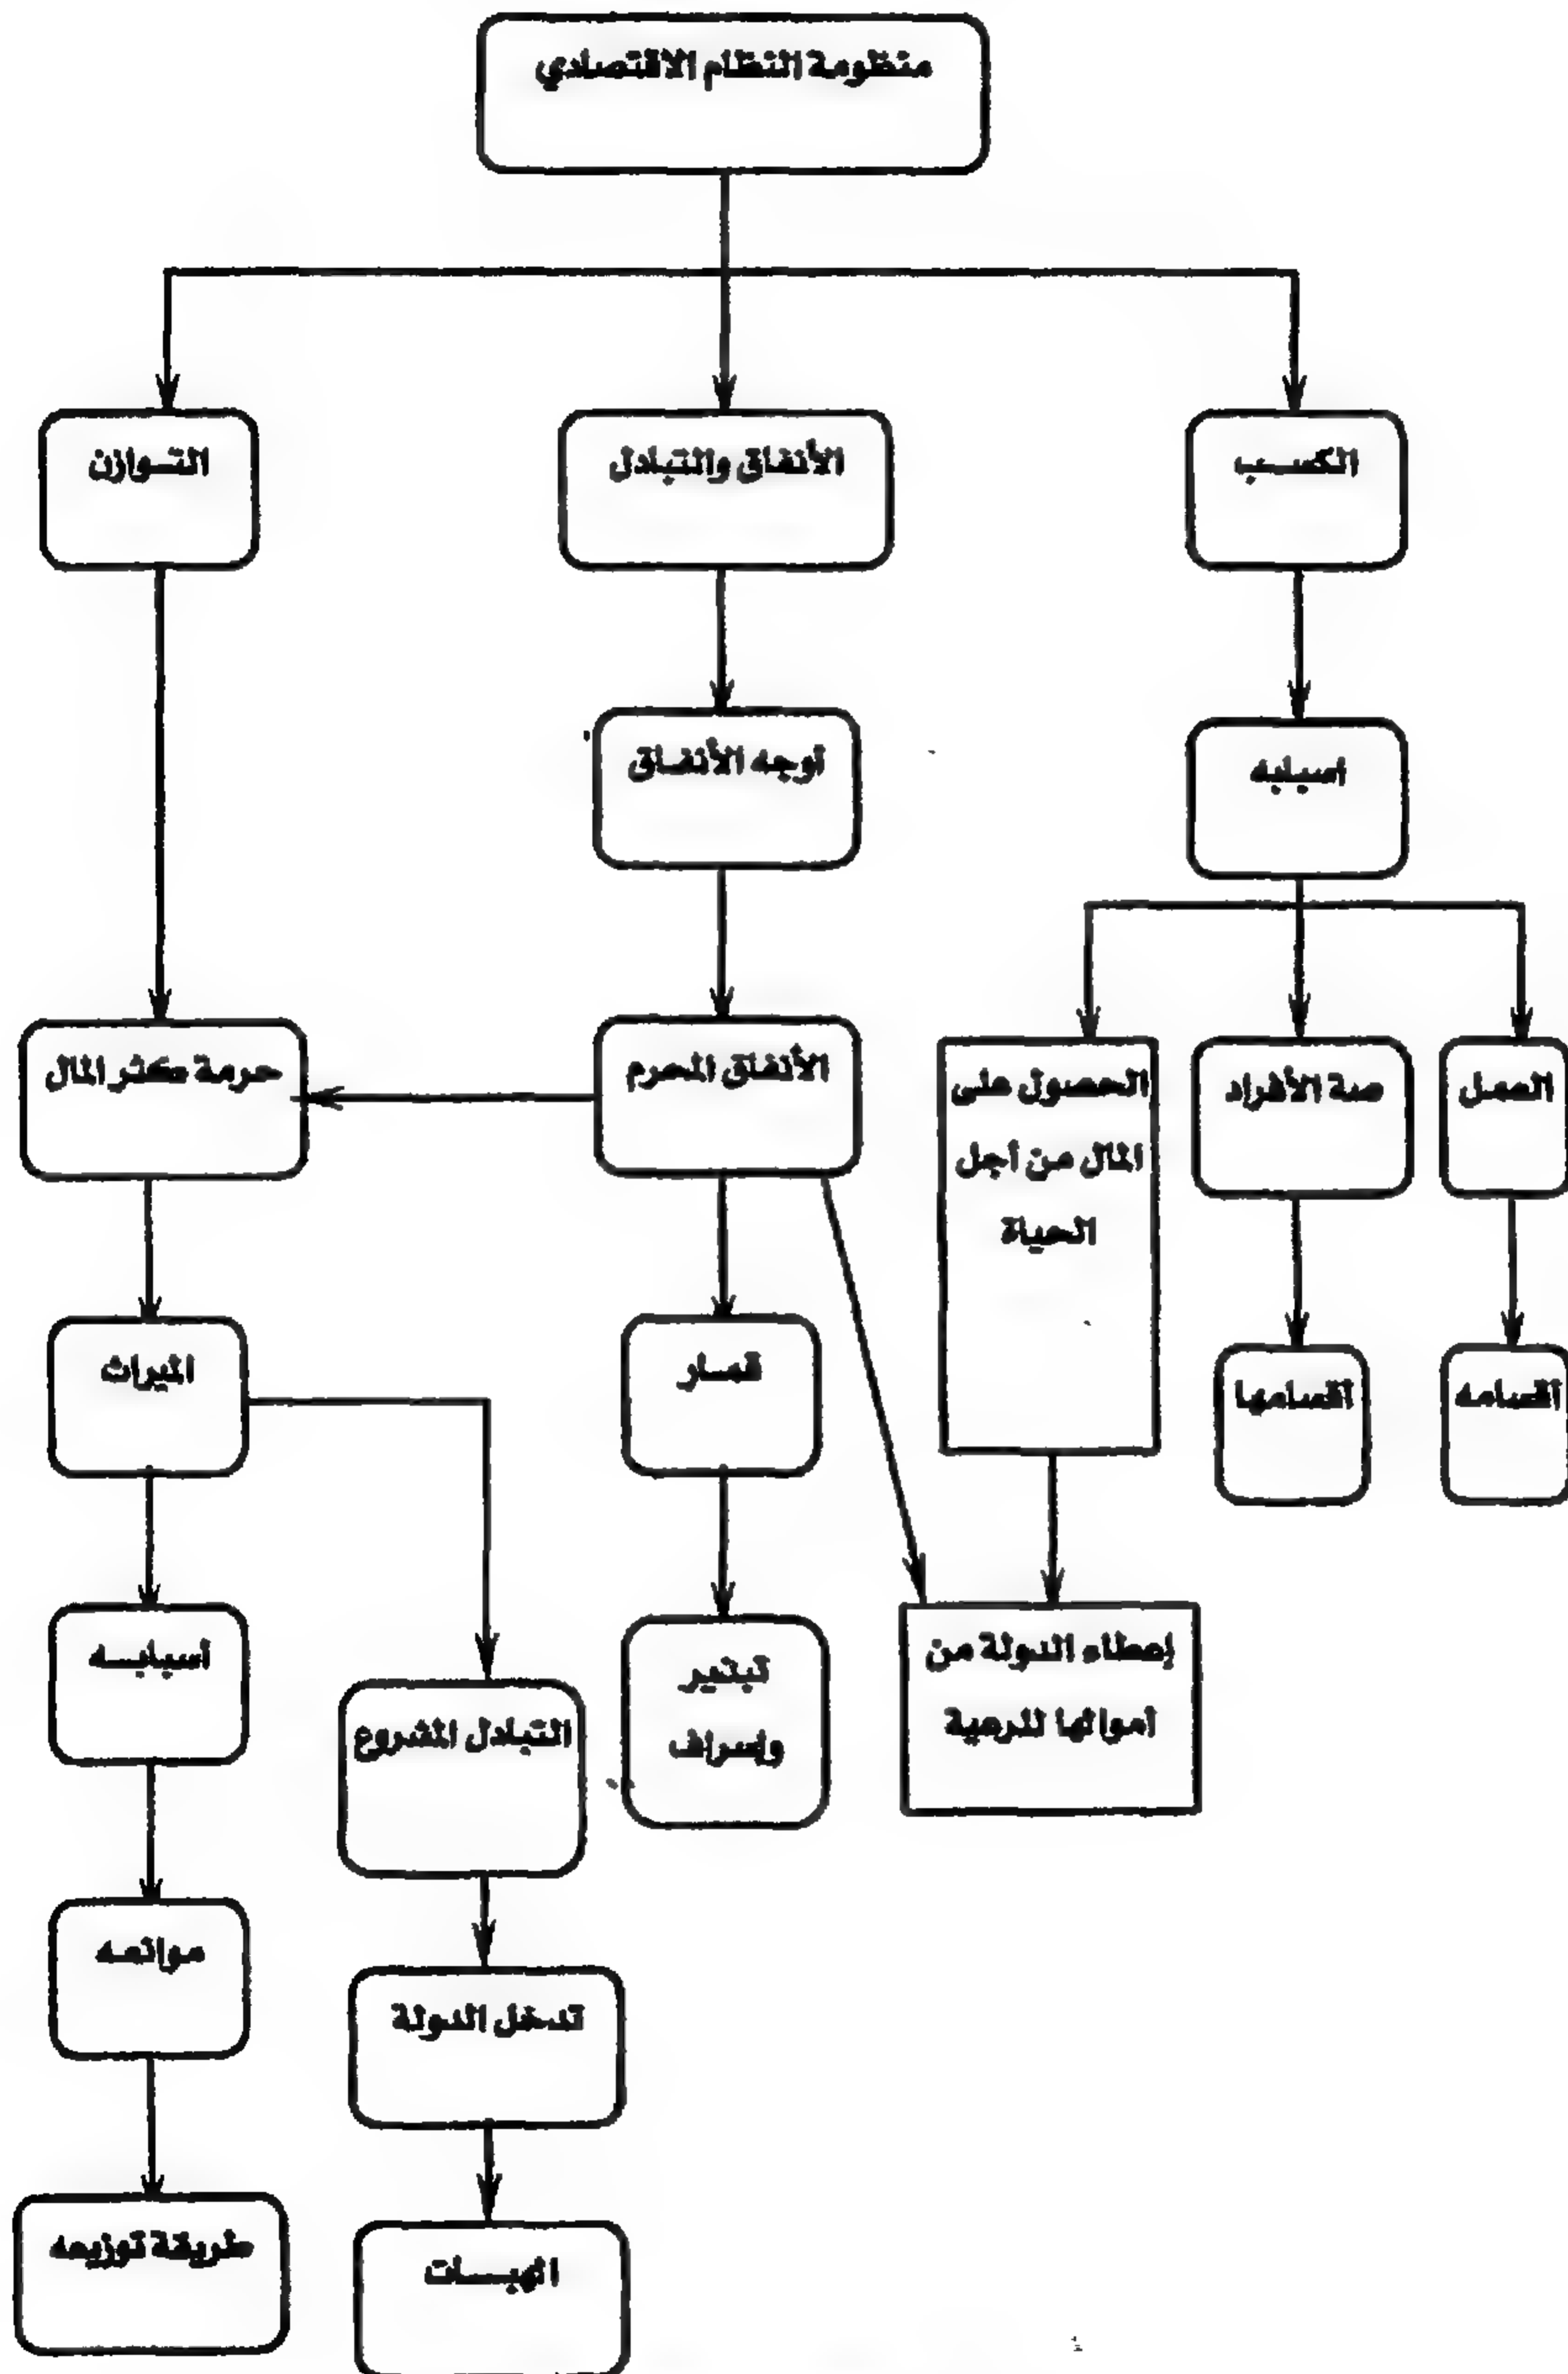 منظومة النظام الاقتصادي
الكسب
الأنفاق والتبادل
التوازن
أسبابه
أوجه الأنفاق
العمل
صدة الأفراد
الحصول على
المال من أجل
الحياة
الأنفاق المحرم
حرمة كنز المال
أقسامه
أقسامها
قمار
الميراث
إعطاء الدولة من
أموالها للرعية
تبذير
وإسراف
التبادل المشروع
أسبابه
موانعه
تدخل الدولة
طريقة توزيعه
الهبات